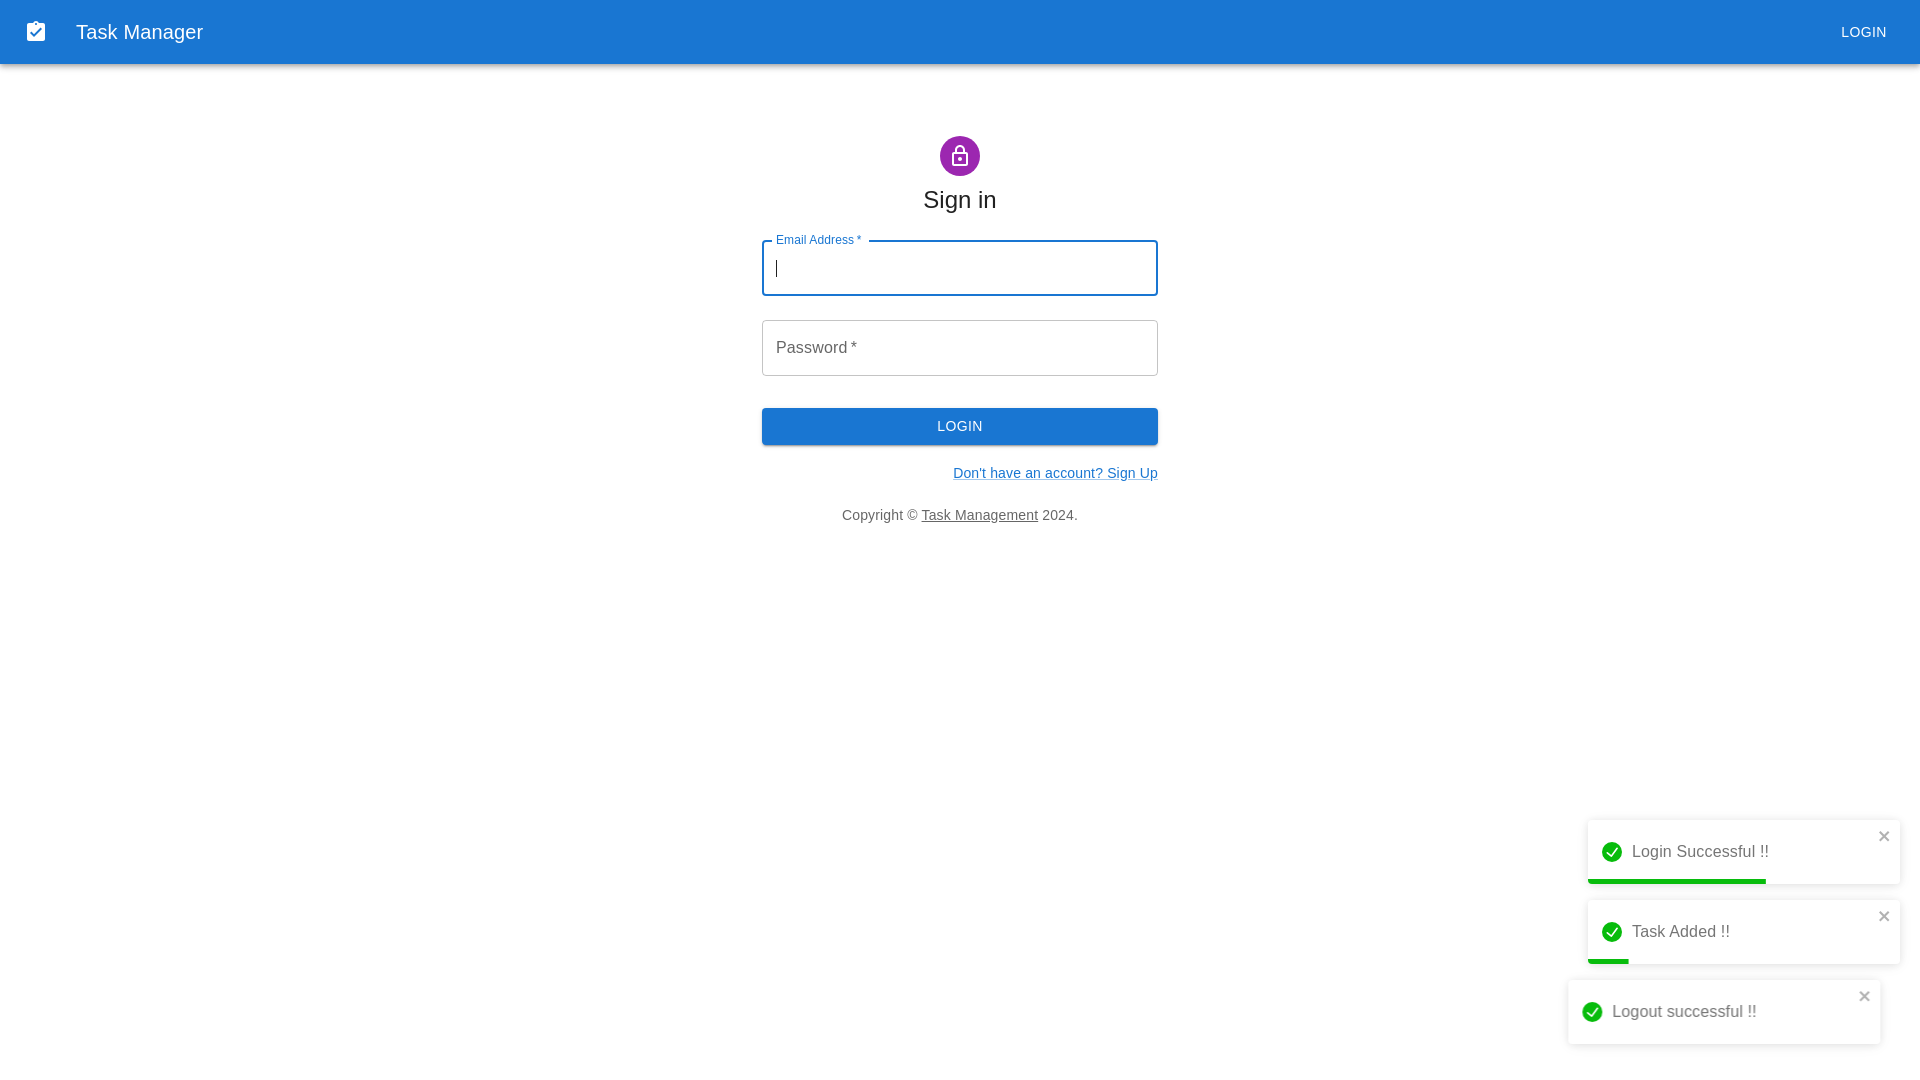 Task Manager
LOGIN
Sign in
Email Address *
Password *
LOGIN
Don't have an account? Sign Up
Copyright © Task Management 2024.
Login Successful !!
Task Added !!
Logout successful !!